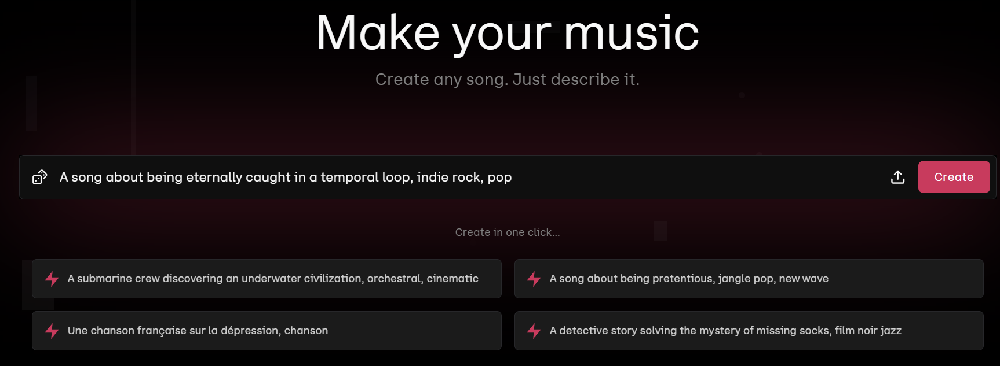 Make your music
Create any song. Just describe it.
A song about being eternally caught in a temporal loop, indie rock, pop
Create
Create in one click...
A submarine crew discovering an underwater civilization, orchestral, cinematic
A song about being pretentious, jangle pop, new wave
Une chanson française sur la dépression, chanson
A detective story solving the mystery of missing socks, film noir jazz